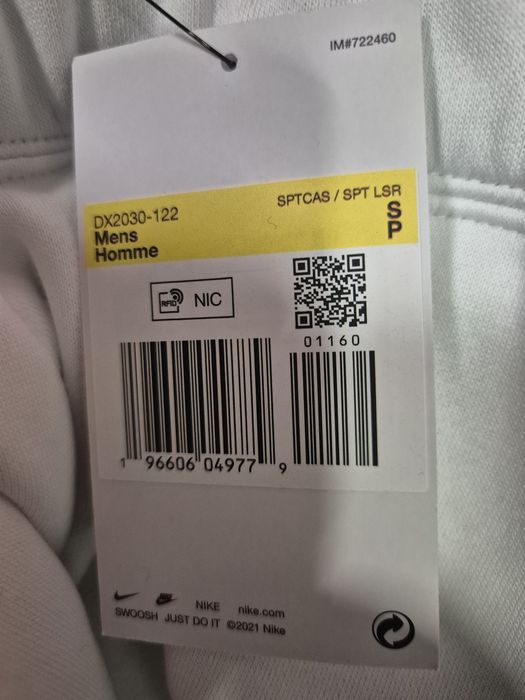 IM#722460
SPTCAS / SPT LSR
DX2030-122
S
Mens
P
Homme
RFID NIC
01160
1 96606 04977 9
NIKE nike.com
SWOOSH JUST DO IT ©2021 Nike